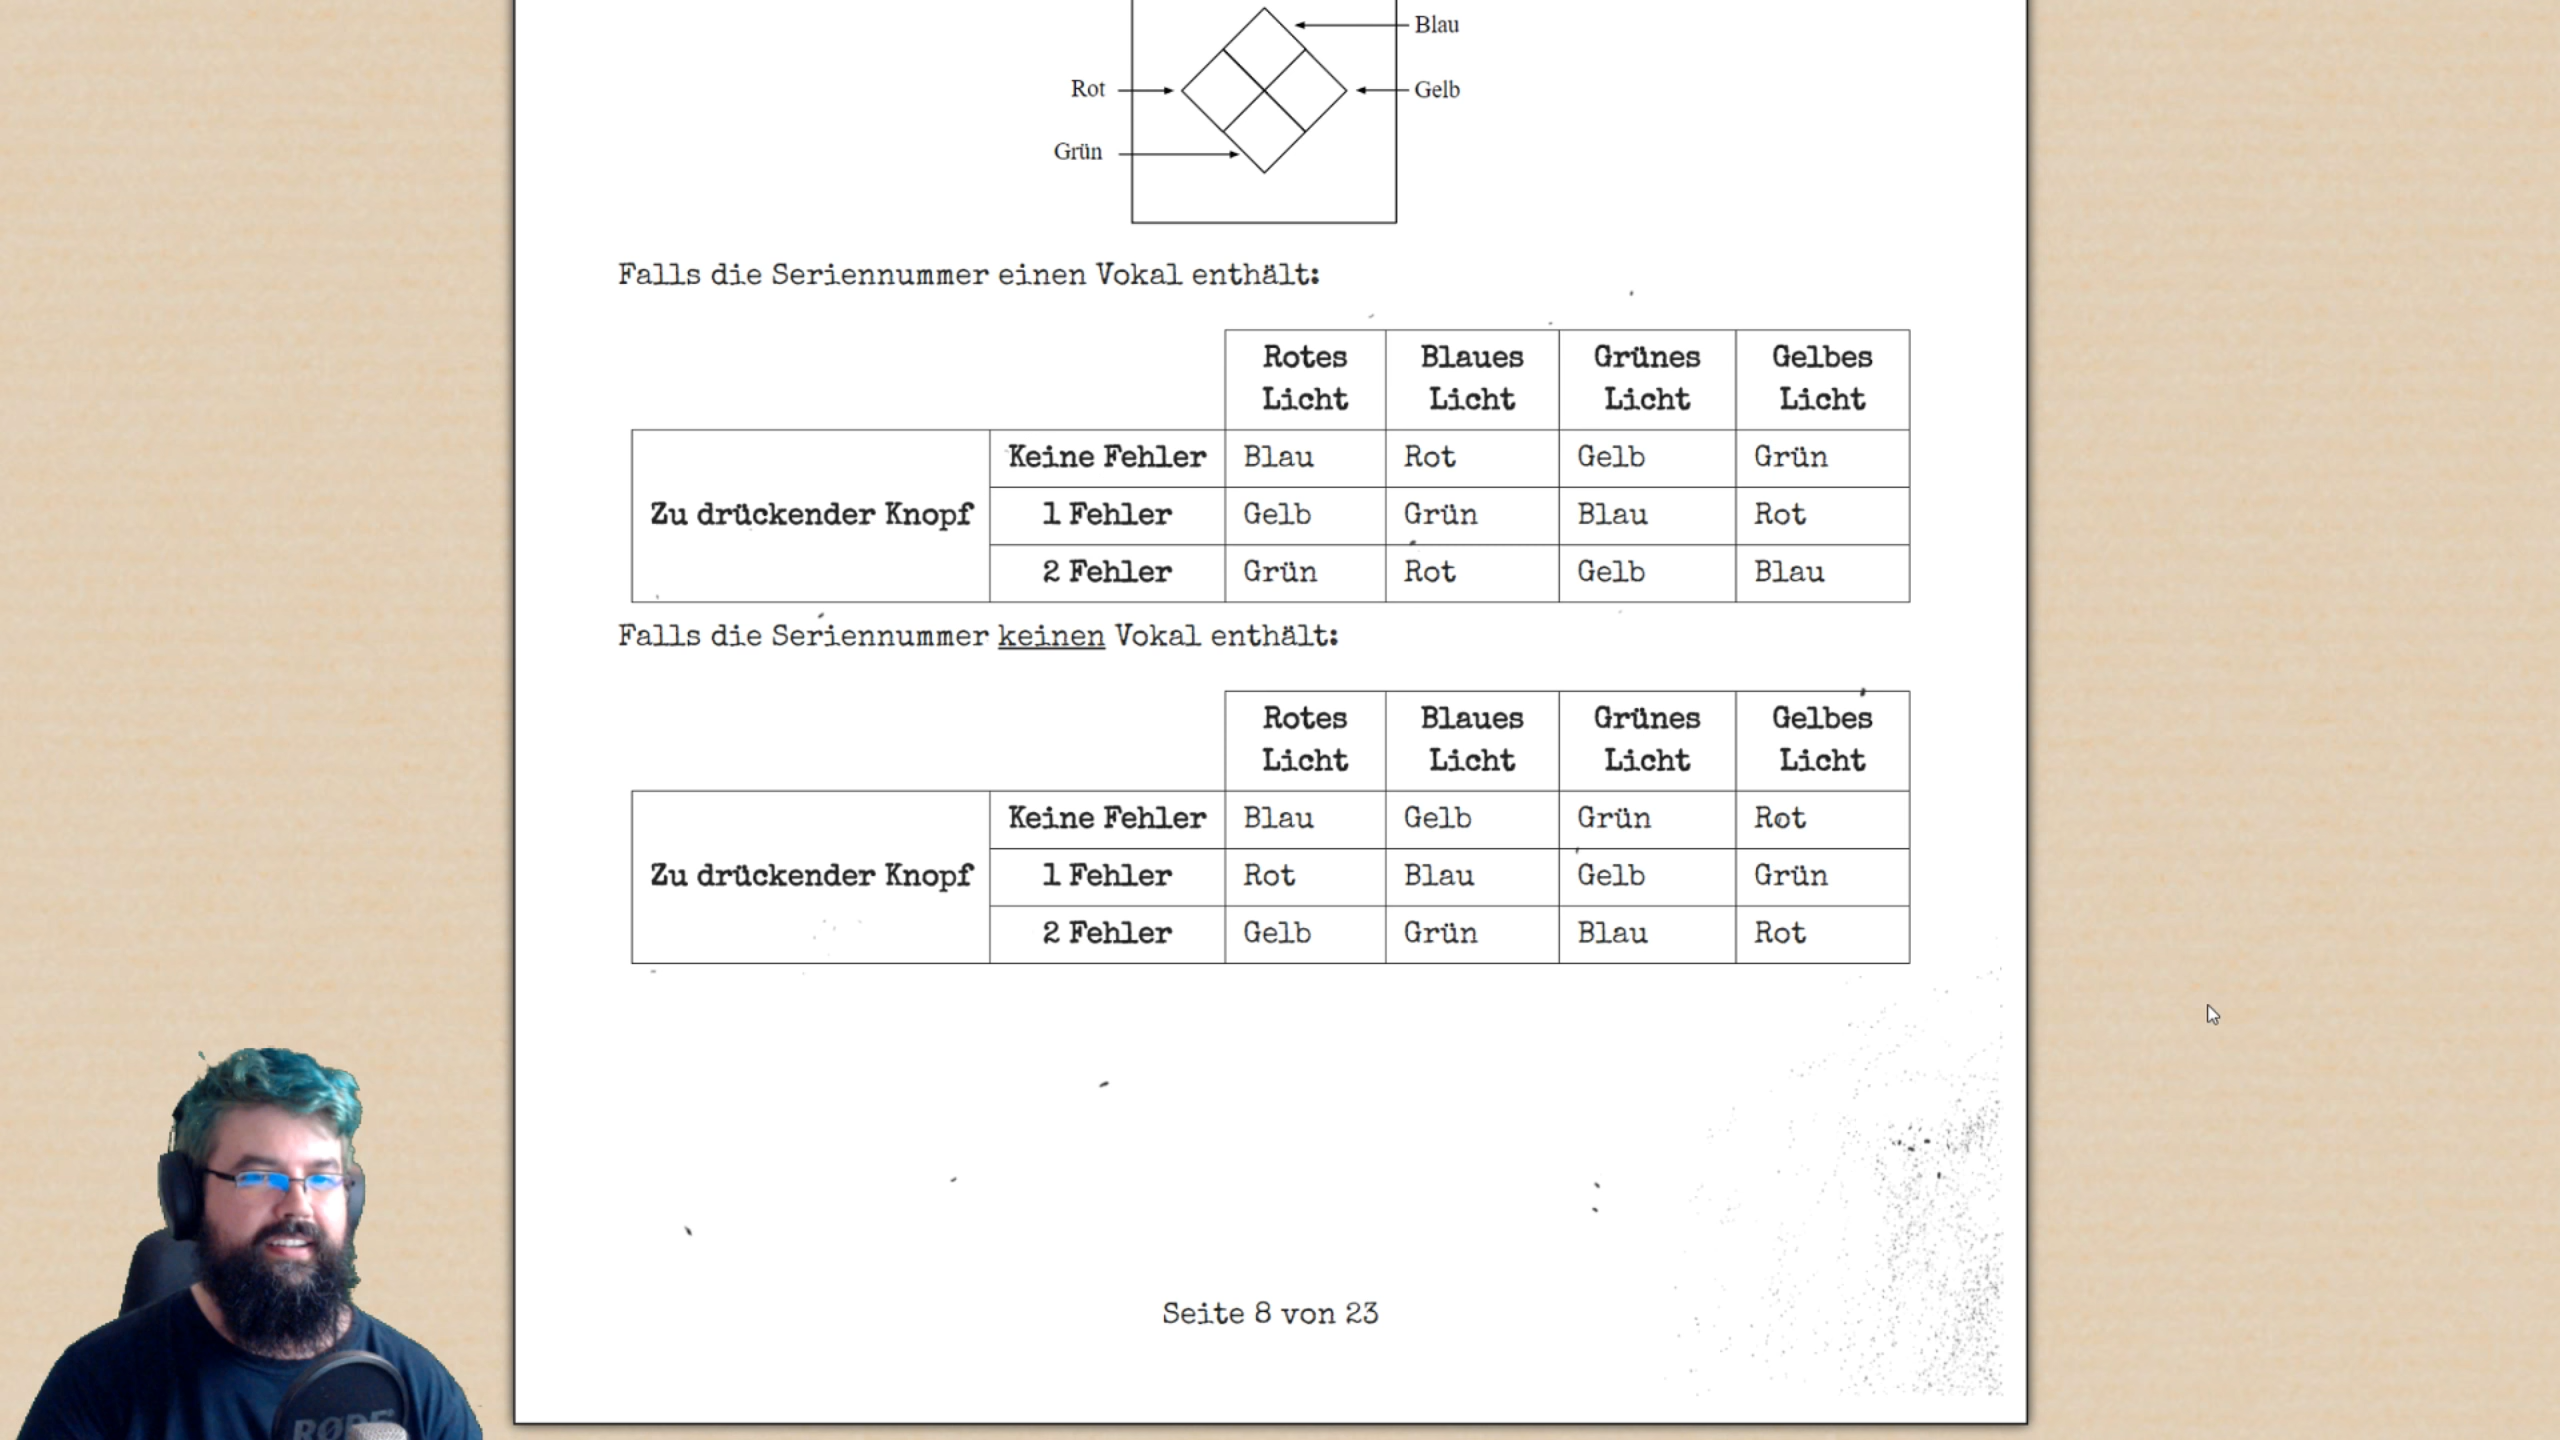 Blau
Rot Gelb
Grün
Falls die Seriennummer einen Vokal enthält:
Rotes Licht Blaues Licht Grünes Licht Gelbes Licht
Zu drückender Knopf
Keine Fehler Blau Rot Gelb Grün
1 Fehler Gelb Grün Blau Rot
2 Fehler Grün Rot Gelb Blau
Falls die Seriennummer keinen Vokal enthält:
Rotes Licht Blaues Licht Grünes Licht Gelbes Licht
Zu drückender Knopf
Keine Fehler Blau Gelb Grün Rot
1 Fehler Rot Blau Gelb Grün
2 Fehler Gelb Grün Blau Rot
Seite 8 von 23
RØDE